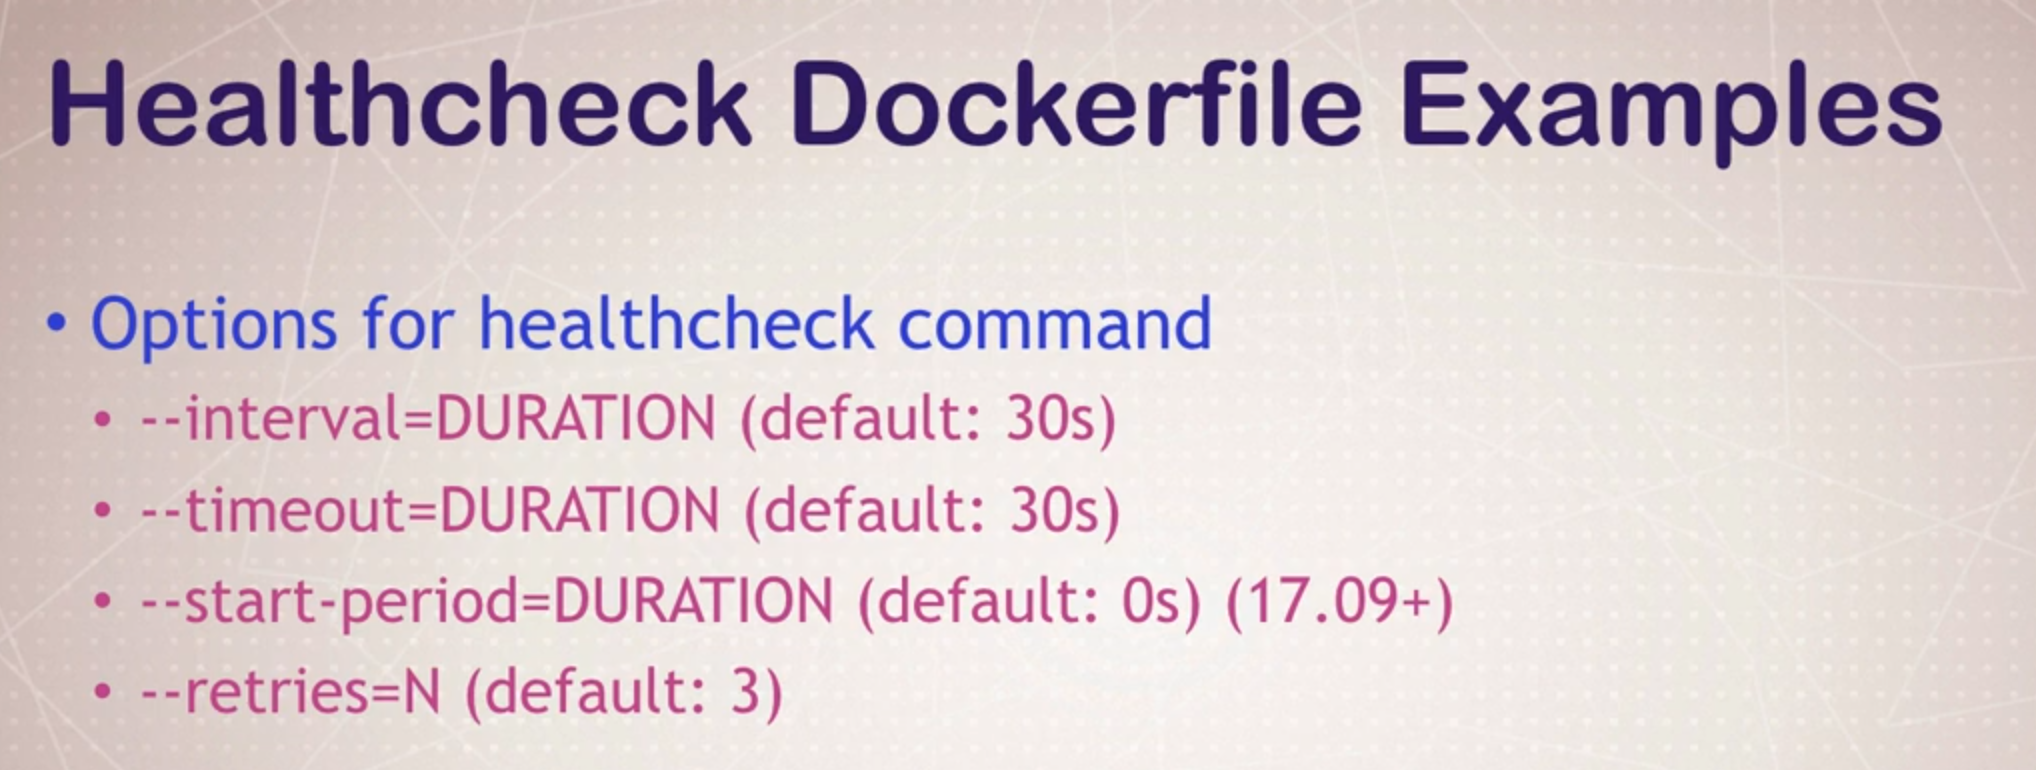 Healthcheck Dockerfile Examples
• Options for healthcheck command
• --interval=DURATION (default: 30s)
• --timeout=DURATION (default: 30s)
• --start-period=DURATION (default: 0s) (17.09+)
• --retries=N (default: 3)